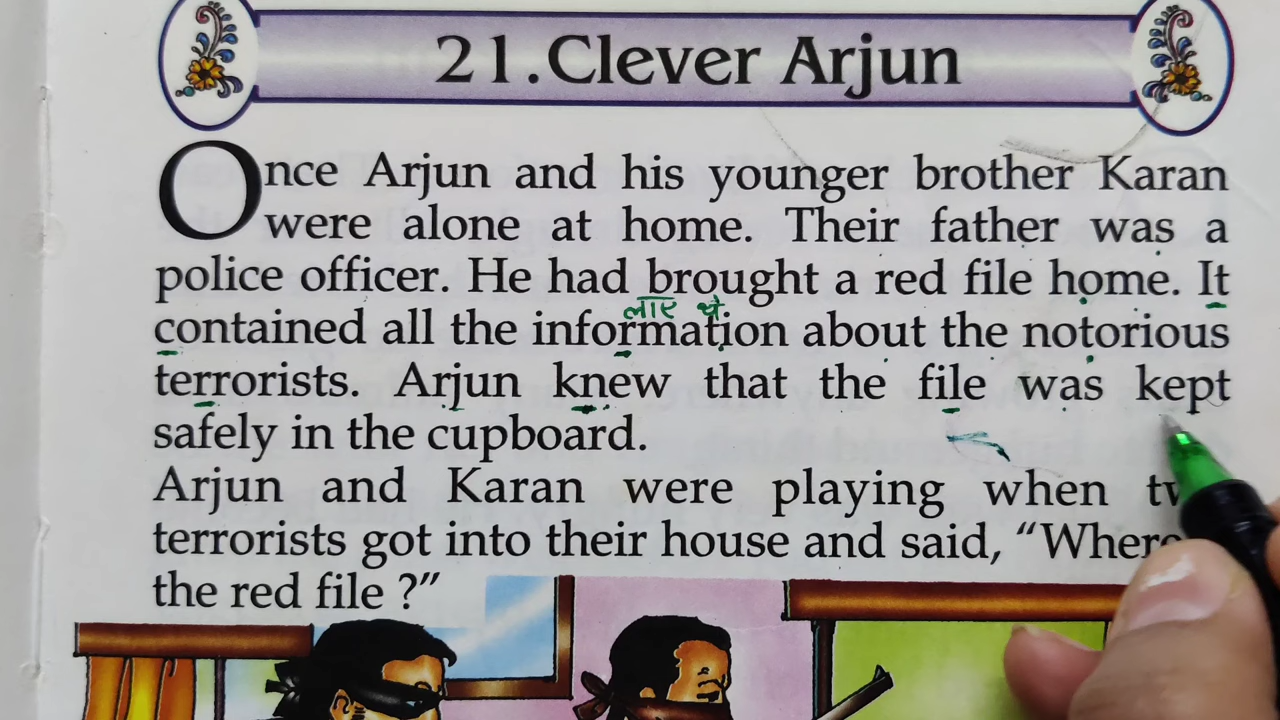 21. Clever Arjun
Once Arjun and his younger brother Karan
were alone at home. Their father was a
police officer. He had brought a red file home. It
लाए थे
contained all the information about the notorious
terrorists. Arjun knew that the file was kept
safely in the cupboard.
Arjun and Karan were playing when
terrorists got into their house and said, “Where
the red file ?”